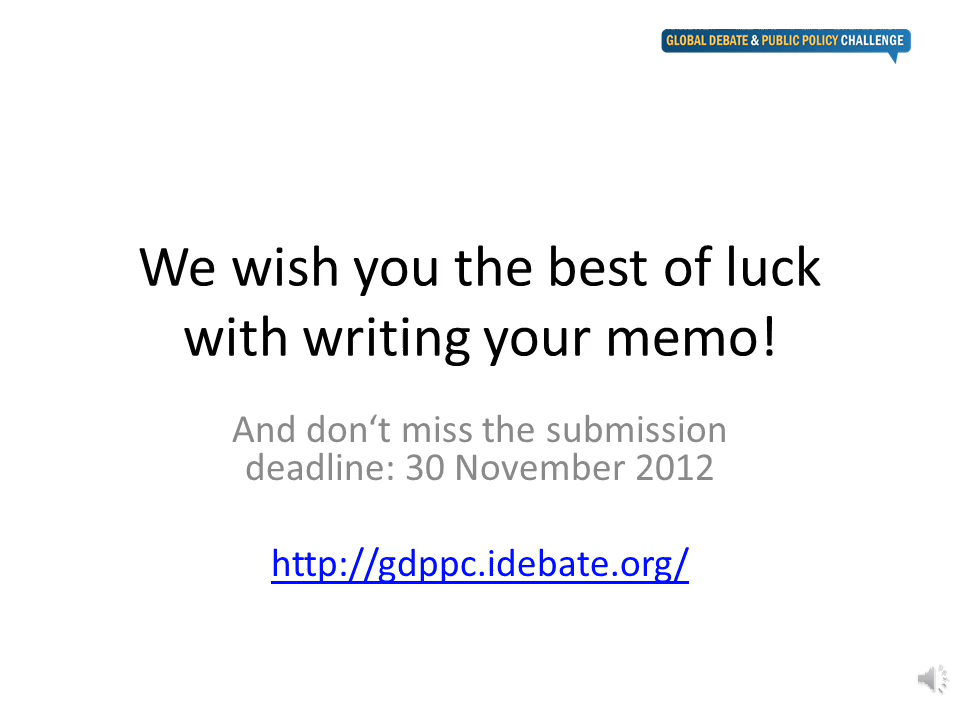 GLOBAL DEBATE & PUBLIC POLICY CHALLENGE
We wish you the best of luck
with writing your memo!
And don‘t miss the submission
deadline: 30 November 2012
http://gdppc.idebate.org/